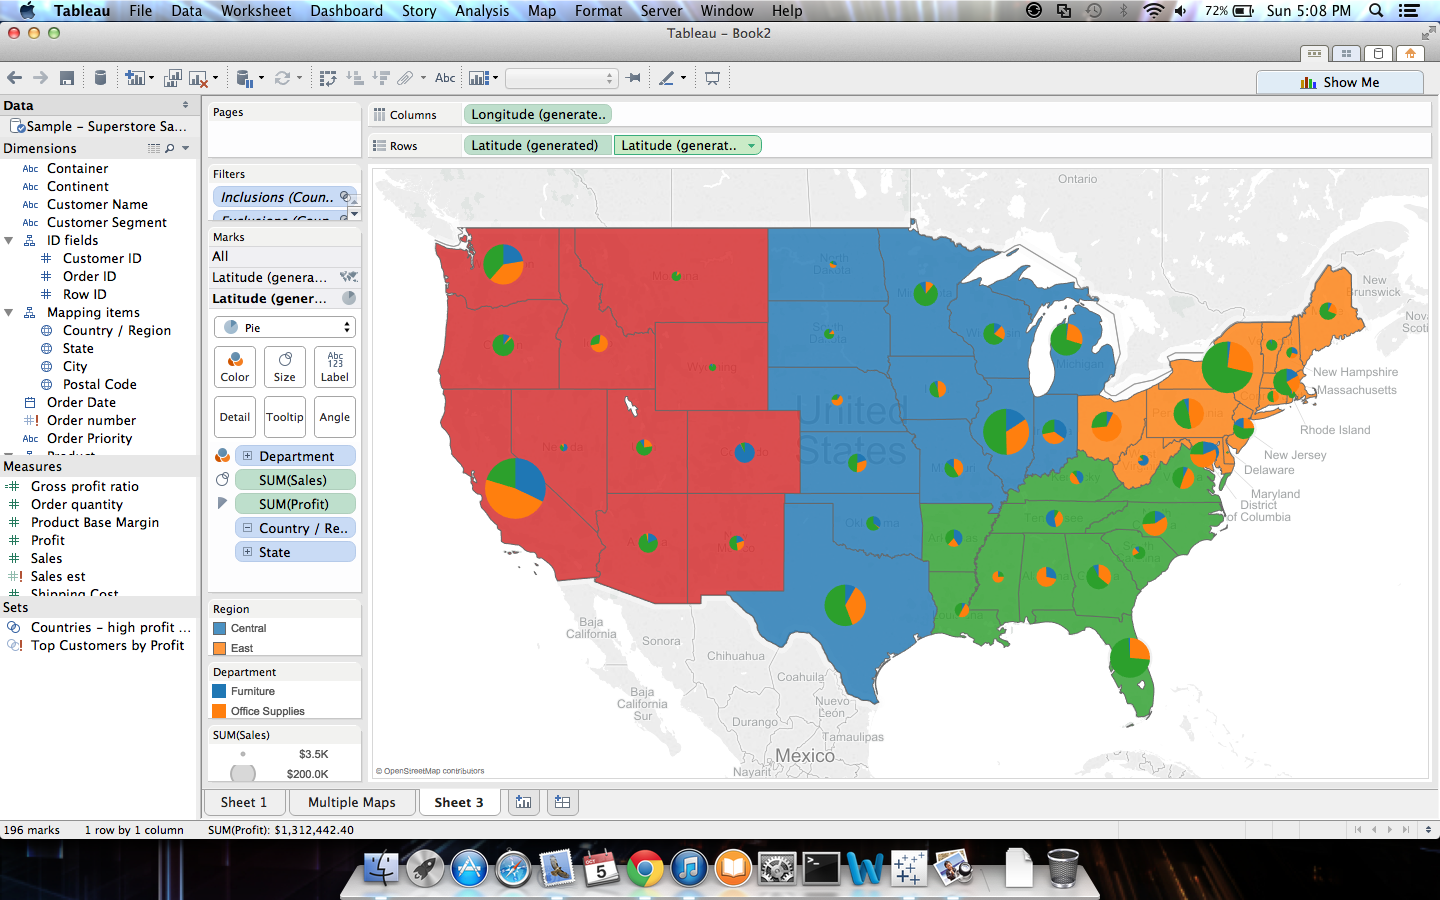 Tableau File Data Worksheet Dashboard Story Analysis Map Format Server Window Help 72% Sun 5:08 PM
Tableau - Book2
Abc
Show Me
Data
Sample - Superstore Sa...
Dimensions
Abc Container
Abc Continent
Abc Customer Name
Abc Customer Segment
ID fields
Customer ID
Order ID
Row ID
Mapping items
Country / Region
State
City
Postal Code
Order Date
Order number
Abc Order Priority
Product
Measures
Gross profit ratio
Order quantity
Product Base Margin
Profit
Sales
Sales est
Shipping Cost
Sets
Countries - high profit ...
Top Customers by Profit
Pages
Filters
Inclusions (Coun..
Exclusions (Coun..
Marks
All
Latitude (genera...
Latitude (gener...
Pie
Color
Size
Abc
123
Label
Detail
Tooltip
Angle
Department
SUM(Sales)
SUM(Profit)
Country / Re..
State
Region
Central
East
Department
Furniture
Office Supplies
SUM(Sales)
$3.5K
$200.0K
Columns
Longitude (generate..
Rows
Latitude (generated)
Latitude (generat..
Ontario
New
Brunswick
Nova
North
Dakota
South
Dakota
Michigan
United
States
New Hampshire
Massachusetts
Rhode Island
New Jersey
Delaware
Maryland
District
of Columbia
Baja
California
Sonora
Chihuahua
Coahuila
Baja
California
Sur
Nuevo
León
Durango
Tamaulipas
Mexico
Nayarit
© OpenStreetMap contributors
Sheet 1
Multiple Maps
Sheet 3
196 marks
1 row by 1 column
SUM(Profit): $1,312,442.40
OCT
5